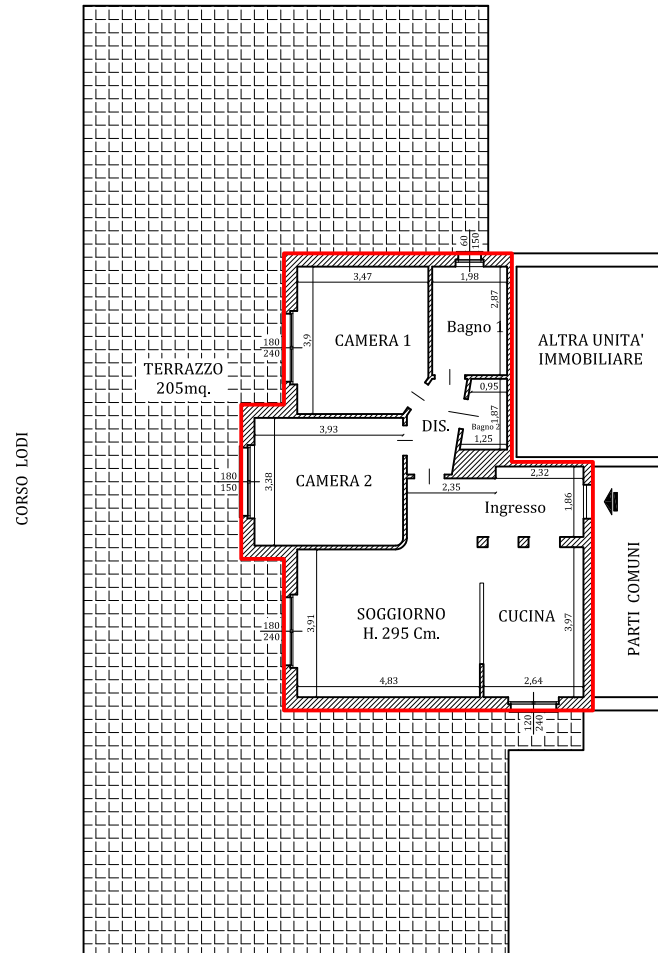 60
150
3,47
1,98
2,87
3,9
CAMERA 1
Bagno 1
ALTRA UNITA'
IMMOBILIARE
180
240
TERRAZZO
205mq.
0,95
1,87
DIS.
Bagno 2
1,25
3,93
CORSO LODI
180
150
3,38
CAMERA 2
2,35
2,32
Ingresso
1,86
PARTI COMUNI
180
240
3,91
SOGGIORNO
H. 295 Cm.
CUCINA
3,97
4,83
2,64
120
240